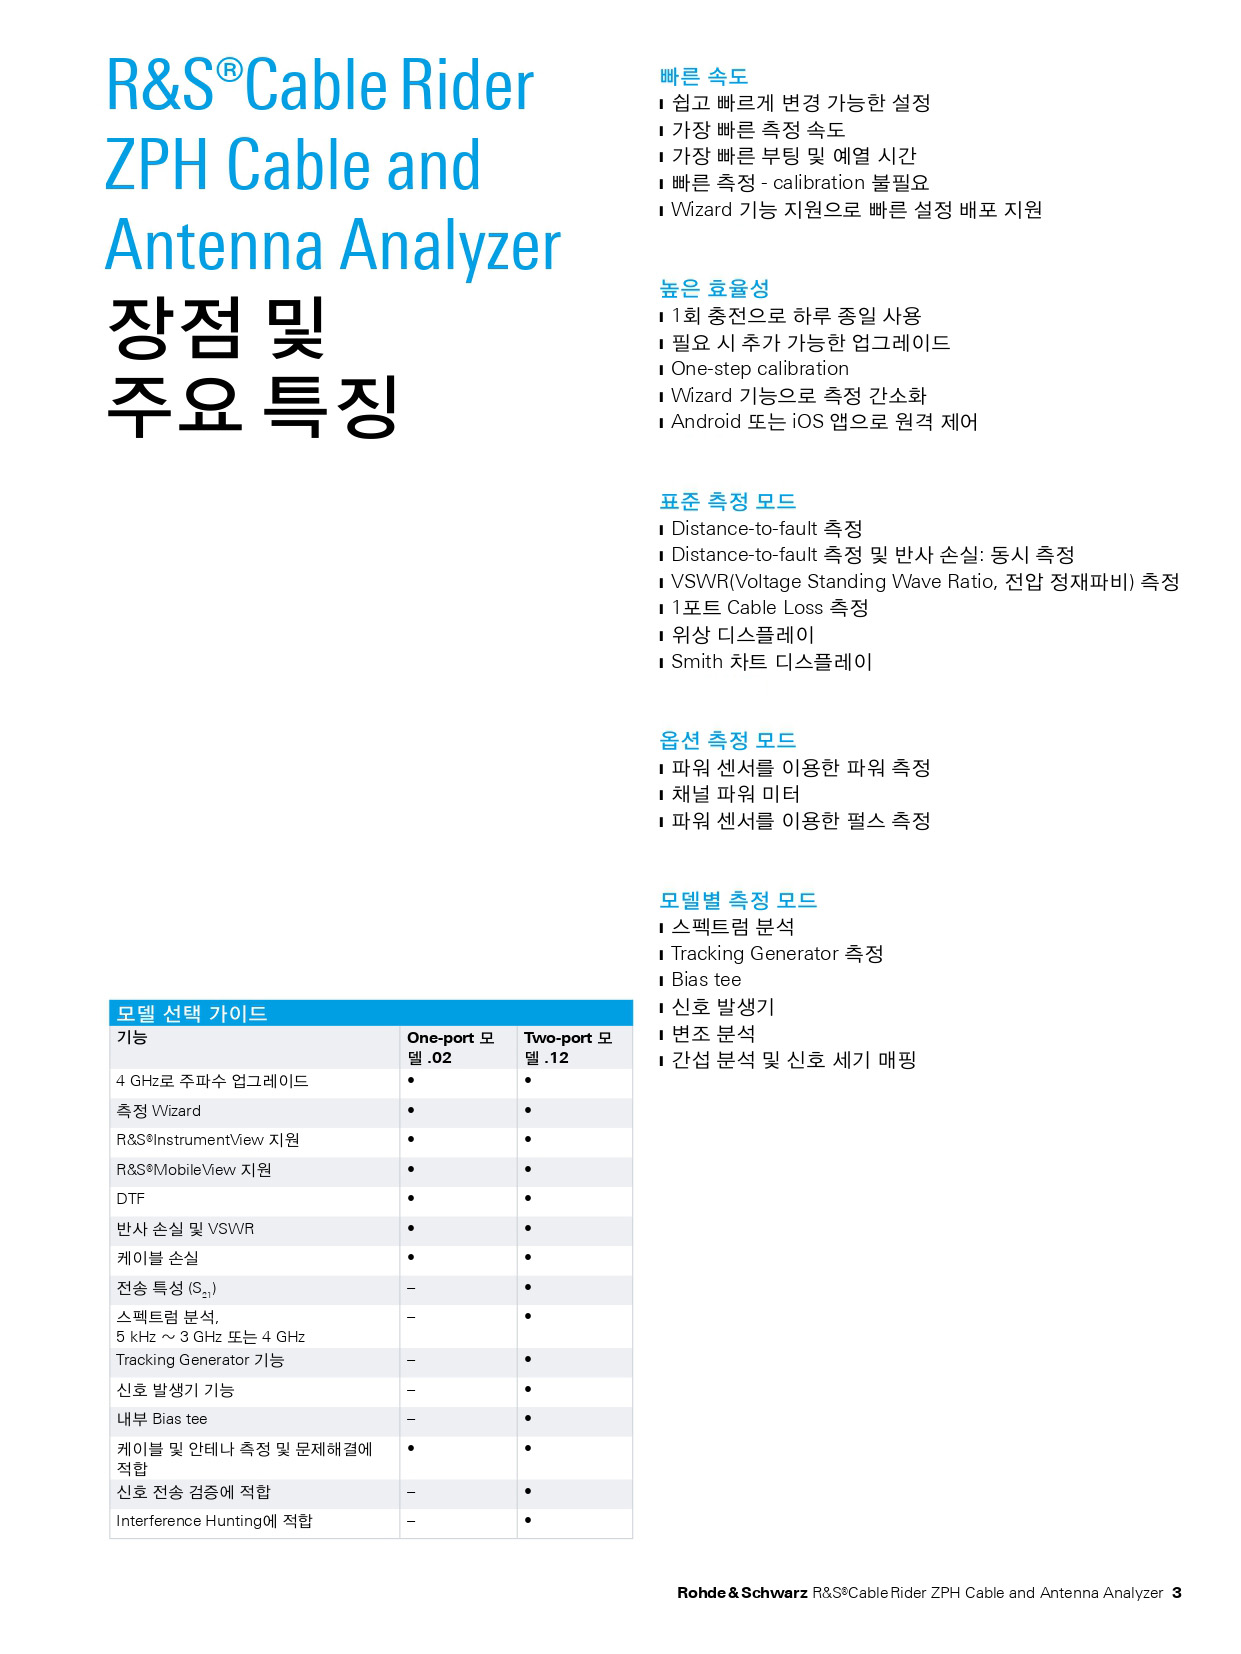 R&S®Cable Rider
ZPH Cable and
Antenna Analyzer
장점 및
주요 특징
빠른 속도
❙ 쉽고 빠르게 변경 가능한 설정
❙ 가장 빠른 측정 속도
❙ 가장 빠른 부팅 및 예열 시간
❙ 빠른 측정 - calibration 불필요
❙ Wizard 기능 지원으로 빠른 설정 배포 지원
높은 효율성
❙ 1회 충전으로 하루 종일 사용
❙ 필요 시 추가 가능한 업그레이드
❙ One-step calibration
❙ Wizard 기능으로 측정 간소화
❙ Android 또는 iOS 앱으로 원격 제어
표준 측정 모드
❙ Distance-to-fault 측정
❙ Distance-to-fault 측정 및 반사 손실: 동시 측정
❙ VSWR(Voltage Standing Wave Ratio, 전압 정재파비) 측정
❙ 1포트 Cable Loss 측정
❙ 위상 디스플레이
❙ Smith 차트 디스플레이
옵션 측정 모드
❙ 파워 센서를 이용한 파워 측정
❙ 채널 파워 미터
❙ 파워 센서를 이용한 펄스 측정
모델별 측정 모드
❙ 스펙트럼 분석
❙ Tracking Generator 측정
❙ Bias tee
❙ 신호 발생기
❙ 변조 분석
❙ 간섭 분석 및 신호 세기 매핑
모델 선택 가이드
기능 One-port 모 Two-port 모
델 .02 델 .12
4 GHz로 주파수 업그레이드 • •
측정 Wizard • •
R&S®InstrumentView 지원 • •
R&S®MobileView 지원 • •
DTF • •
반사 손실 및 VSWR • •
케이블 손실 • •
전송 특성 (S21) – •
스펙트럼 분석, – •
5 kHz ~ 3 GHz 또는 4 GHz
Tracking Generator 기능 – •
신호 발생기 기능 – •
내부 Bias tee – •
케이블 및 안테나 측정 및 문제해결에 • •
적합
신호 전송 검증에 적합 – •
Interference Hunting에 적합 – •
Rohde & Schwarz R&S®Cable Rider ZPH Cable and Antenna Analyzer 3